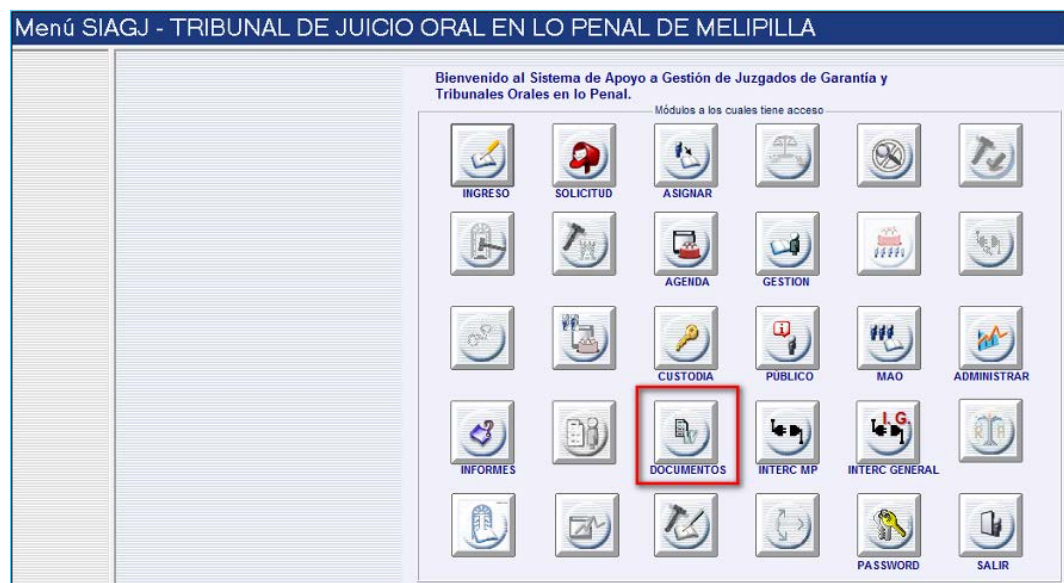 Menú SIAGJ - TRIBUNAL DE JUICIO ORAL EN LO PENAL DE MELIPILLA
Bienvenido al Sistema de Apoyo a Gestión de Juzgados de Garantía y
Tribunales Orales en lo Penal.
Módulos a los cuales tiene acceso
INGRESO SOLICITUD ASIGNAR
AGENDA GESTION
CUSTODIA PÚBLICO MAO ADMINISTRAR
I.G.
INFORMES DOCUMENTOS INTERC MP INTERC GENERAL
PASSWORD SALIR